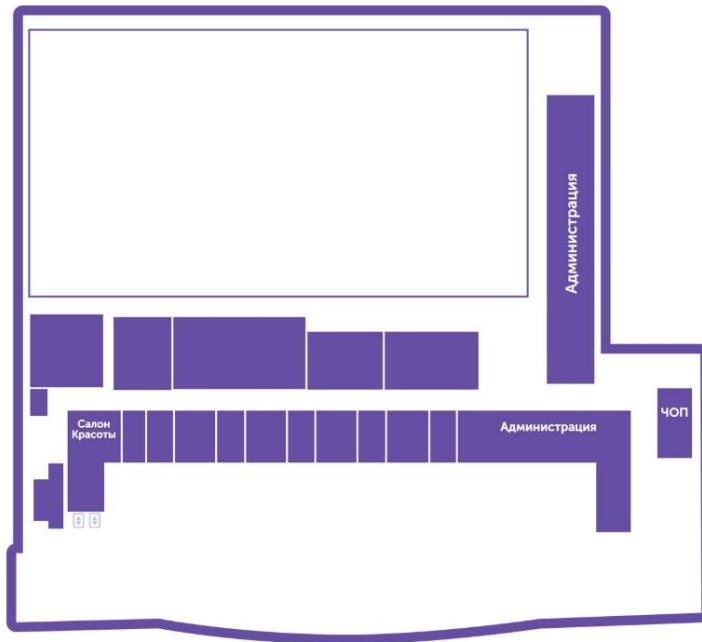 Администрация
ЧОП
Салон
Красоты
Администрация